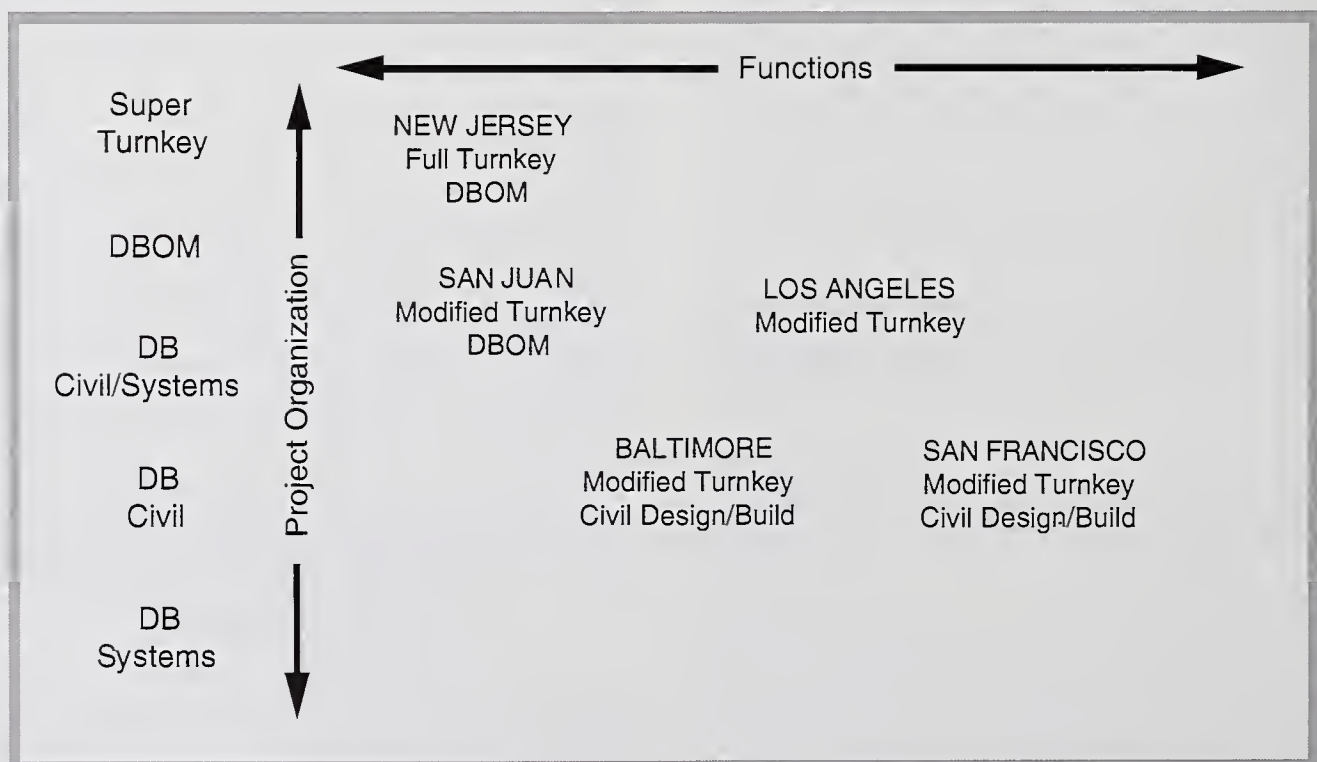 Functions
Super
Turnkey
DBOM
DB
Civil/Systems
DB
Civil
DB
Systems
Project Organization
NEW JERSEY
Full Turnkey
DBOM
SAN JUAN
Modified Turnkey
DBOM
LOS ANGELES
Modified Turnkey
BALTIMORE
Modified Turnkey
Civil Design/Build
SAN FRANCISCO
Modified Turnkey
Civil Design/Build